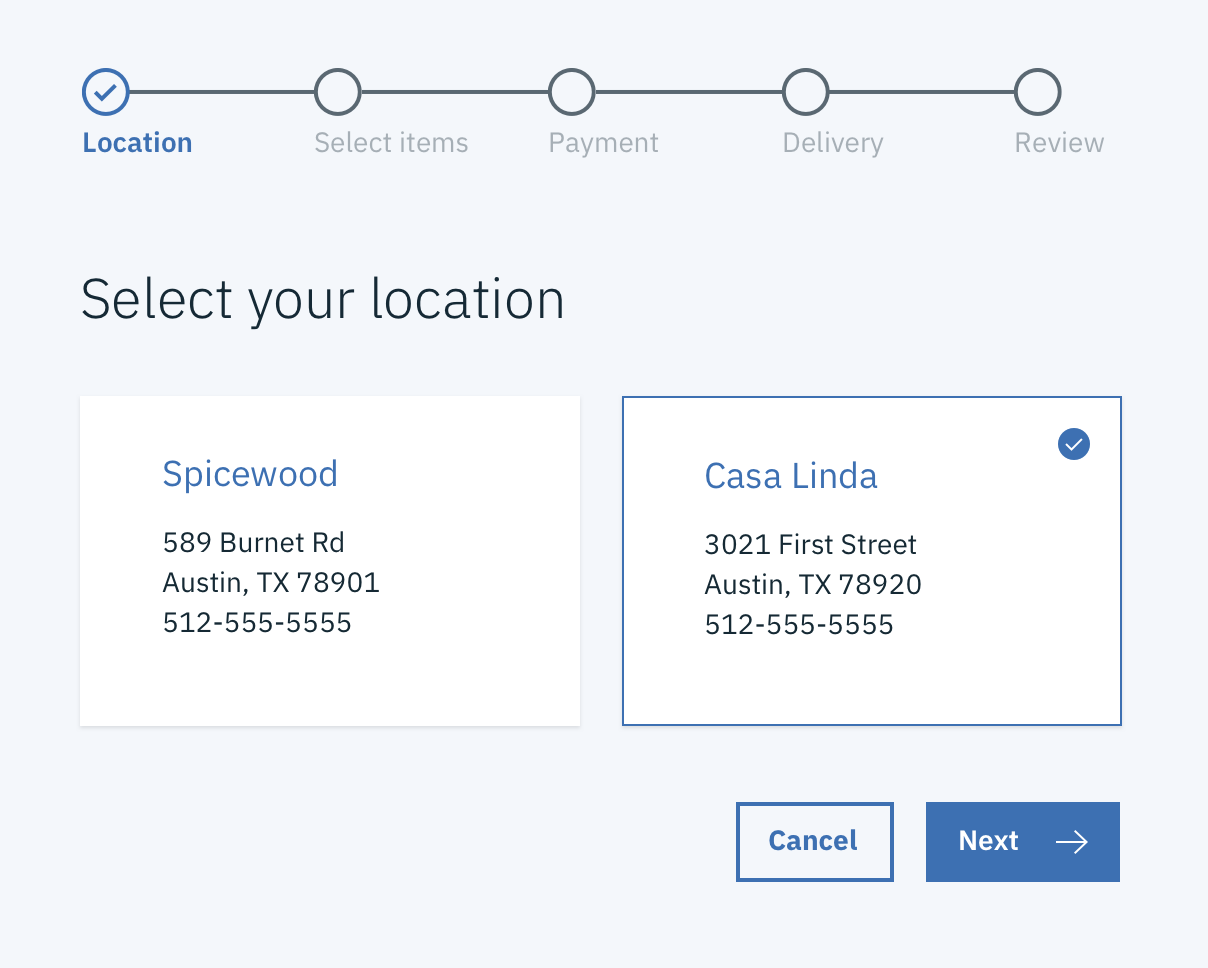 Location
Select items
Payment
Delivery
Review
Select your location
Spicewood
589 Burnet Rd
Austin, TX 78901
512-555-5555
Casa Linda
3021 First Street
Austin, TX 78920
512-555-5555
Cancel
Next